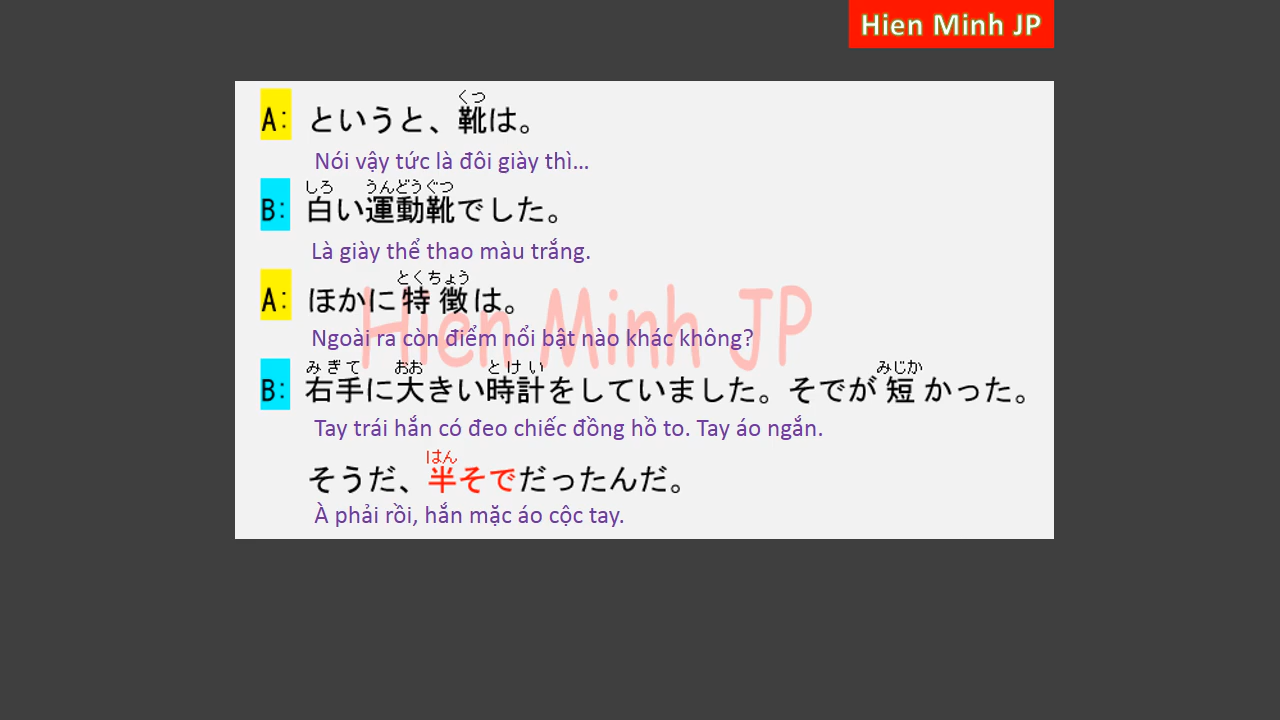 Hien Minh JP
くつ
A: というと、靴は。
Nói vậy tức là đôi giày thì...
しろ うんどうぐつ
B: 白い運動靴でした。
Là giày thể thao màu trắng.
とくちょう
A: ほかに特徴は。
Ngoài ra còn điểm nổi bật nào khác không?
みぎて おお とけい みじか
B: 右手に大きい時計をしていました。そでが短かった。
Tay trái hắn có đeo chiếc đồng hồ to. Tay áo ngắn.
はん
そうだ、半そでだったんだ。
À phải rồi, hắn mặc áo cộc tay.
Hien Minh JP